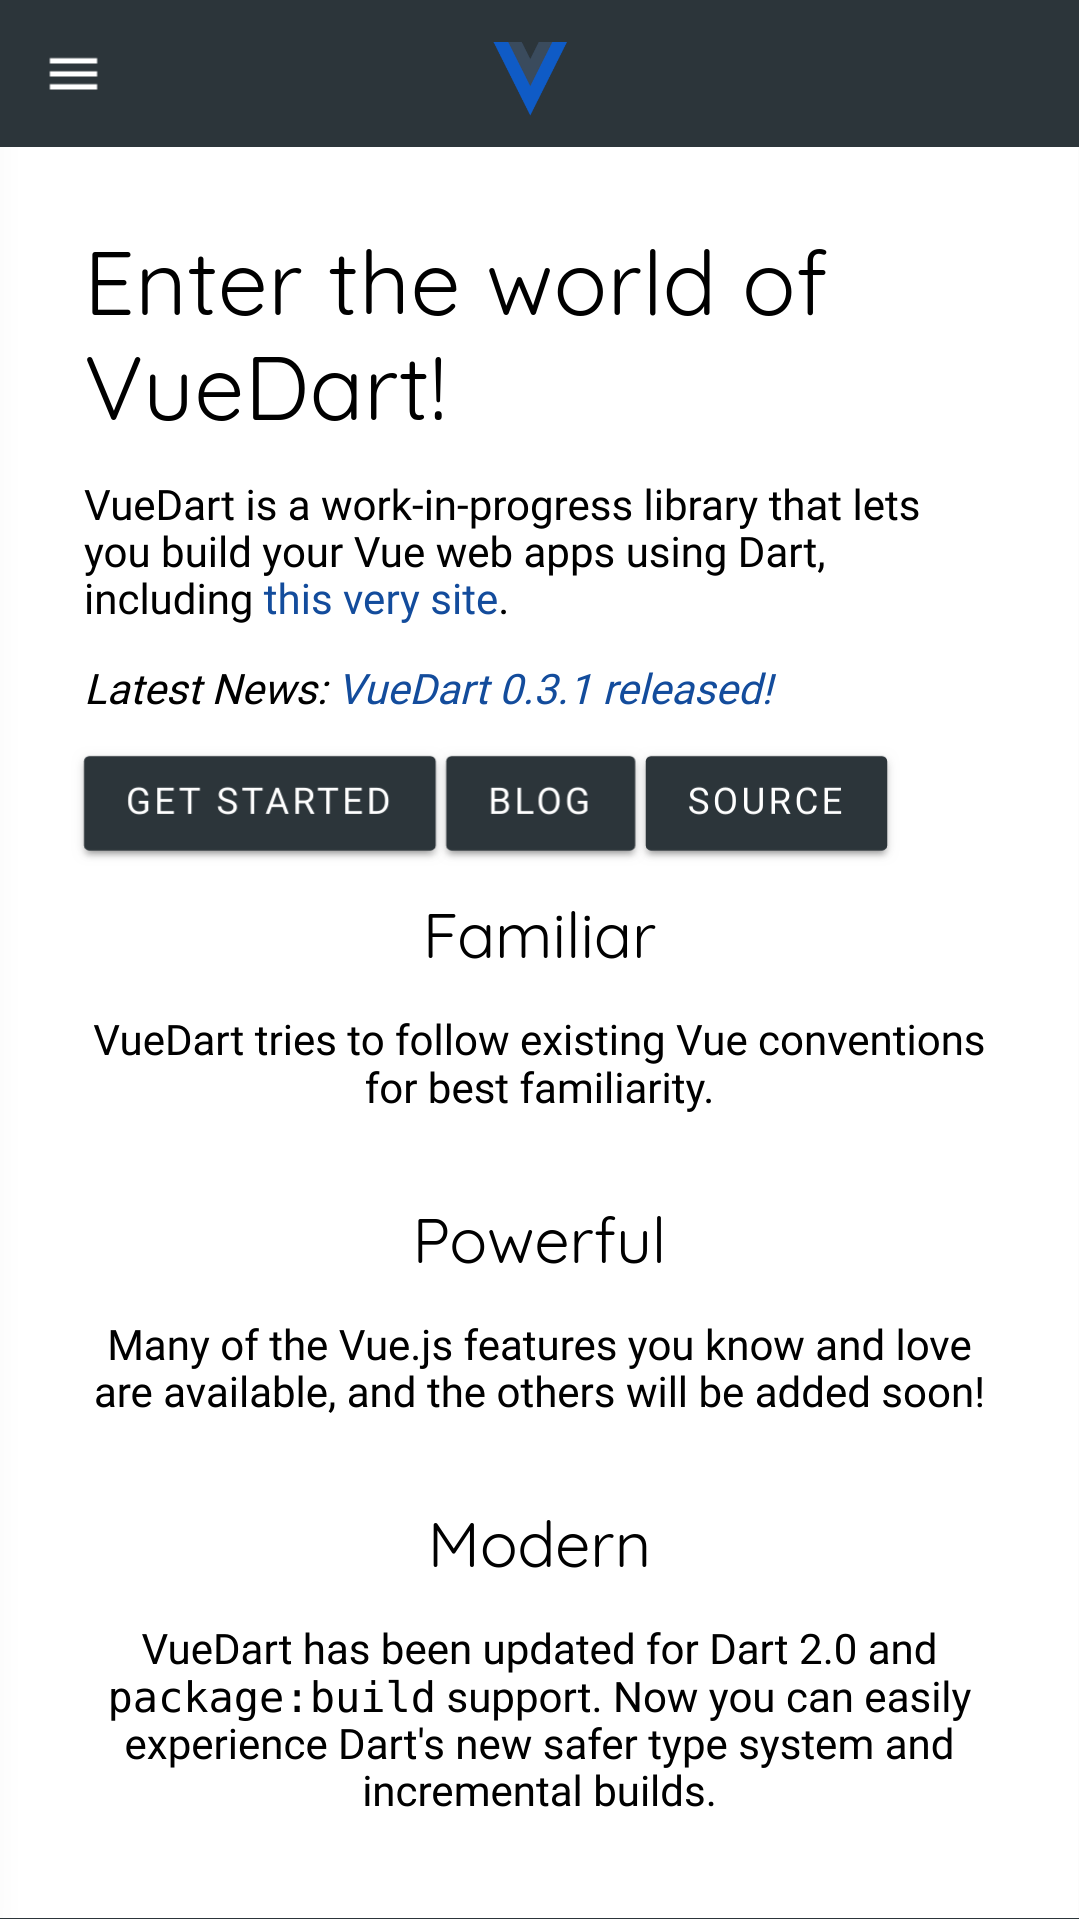 Enter the world of
VueDart!
VueDart is a work-in-progress library that lets
you build your Vue web apps using Dart,
including this very site.
Latest News: VueDart 0.3.1 released!
GET STARTED BLOG SOURCE
Familiar
VueDart tries to follow existing Vue conventions
for best familiarity.
Powerful
Many of the Vue.js features you know and love
are available, and the others will be added soon!
Modern
VueDart has been updated for Dart 2.0 and
package:build support. Now you can easily
experience Dart's new safer type system and
incremental builds.